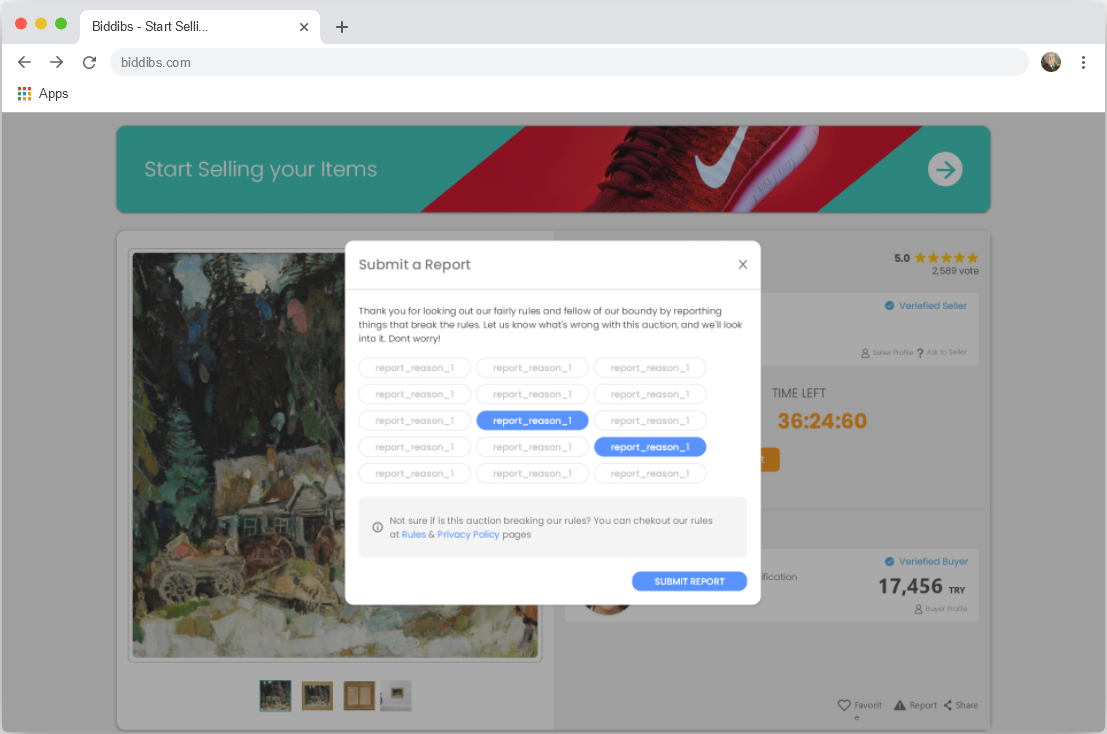 Biddibs - Start Selli...
biddibs.com
Apps
Start Selling your Items
5.0
2,589 vote
Veriefied Seller
Seller Profile ? Ask to Seller
TIME LEFT
36:24:60
Submit a Report
Thank you for looking out our fairly rules and fellow of our boundy by reporthing
things that break the rules. Let us know what's wrong with this auction, and we'll look
into it. Dont worry!
report_reason_1 report_reason_1 report_reason_1
report_reason_1 report_reason_1 report_reason_1
report_reason_1 report_reason_1 report_reason_1
report_reason_1 report_reason_1 report_reason_1
report_reason_1 report_reason_1 report_reason_1
Not sure if is this auction breaking our rules? You can chekout our rules
at Rules & Privacy Policy pages
SUBMIT REPORT
Veriefied Buyer
ification
17,456 TRY
Buyer Profile
Favorit
e
Report
Share